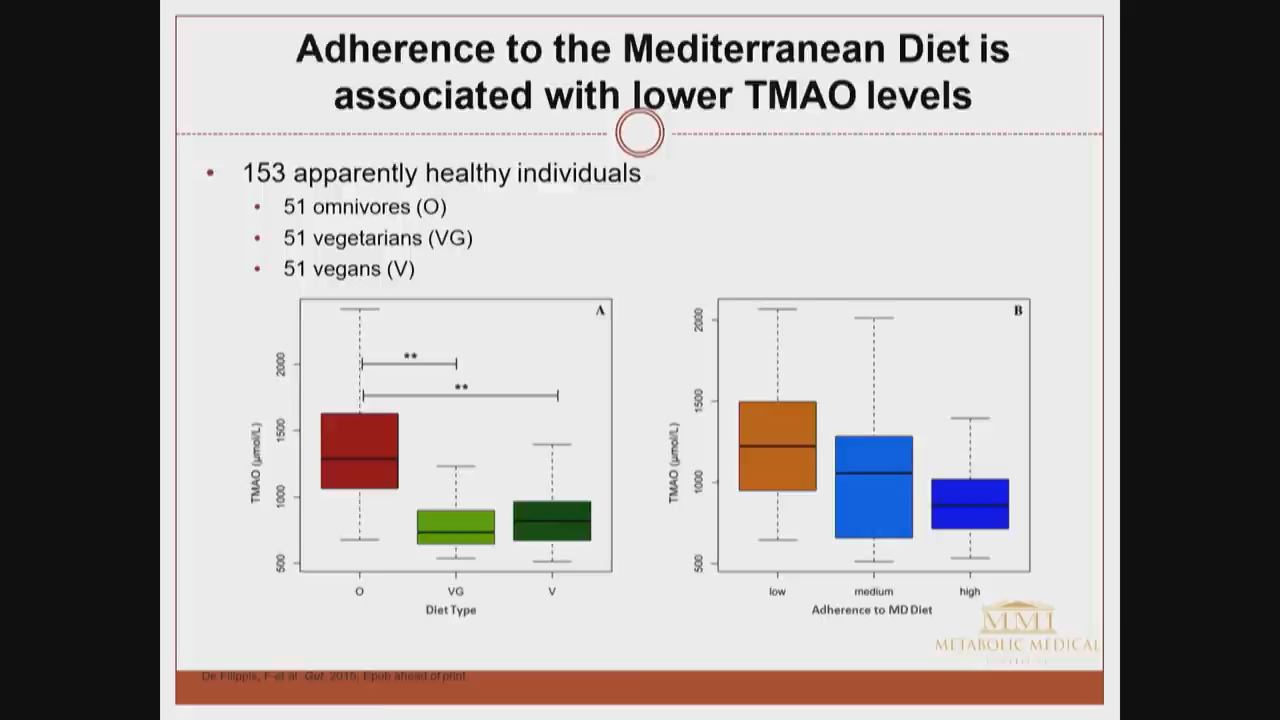 Adherence to the Mediterranean Diet is
associated with lower TMAO levels
• 153 apparently healthy individuals
• 51 omnivores (O)
• 51 vegetarians (VG)
• 51 vegans (V)
A
**
**
TMAO (µmol/L)
2000
1500
1000
500
O VG V
Diet Type
B
TMAO (µmol/L)
2000
1500
1000
500
low medium high
Adherence to MD Diet
MMI
METABOLIC MEDICAL
De Filippis, F et al Gut. 2015; Epub ahead of print.